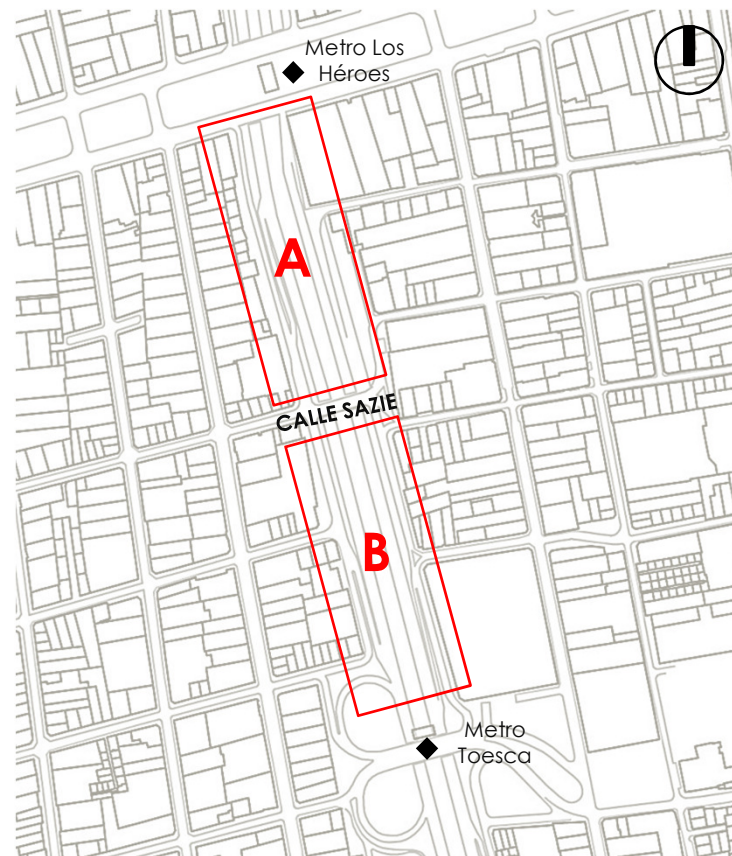 Metro Los
Héroes
A
CALLE SAZIE
B
Metro
Toesca